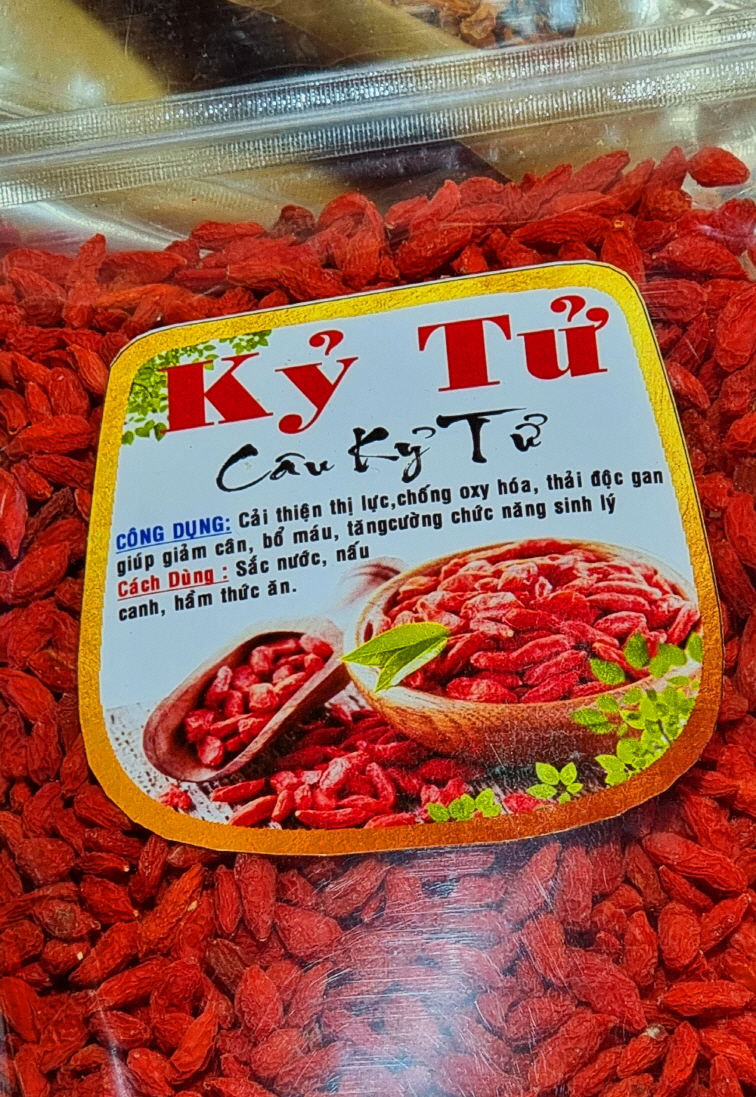 Kỷ Tử
Câu Kỷ Tử
CÔNG DỤNG: Cải thiện thị lực,chống oxy hóa, thải độc gan
giúp giảm cân, bổ máu, tăngcường chức năng sinh lý
Cách Dùng : Sắc nước, nấu
canh, hầm thức ăn.